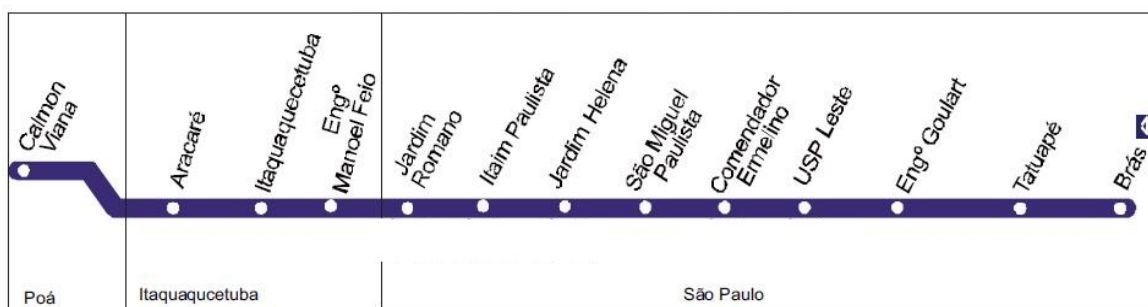 Calmon
Viana
Aracaré
Itaquaquecetuba
Engº
Manoel Feio
Jardim
Romano
Itaim Paulista
Jardim Helena
São Miguel
Paulista
Comendador
Ermelino
USP Leste
Engº Goulart
Tatuapé
Brás
Poá
Itaquaqucetuba
São Paulo